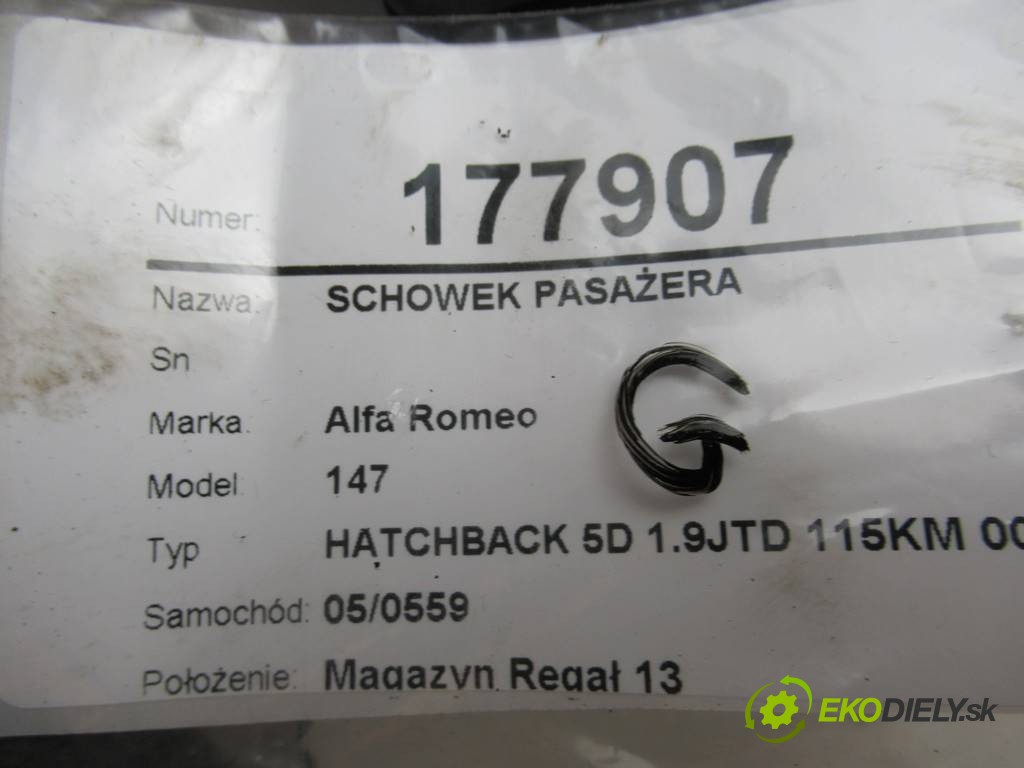 Numer: 177907
Nazwa: SCHOWEK PASAŻERA
Sn
Marka: Alfa Romeo
G
Model 147
Typ HATCHBACK 5D 1.9JTD 115KM 00
Samochód: 05/0559
Położenie: Magazyn Regał 13
EKODIELY.sk